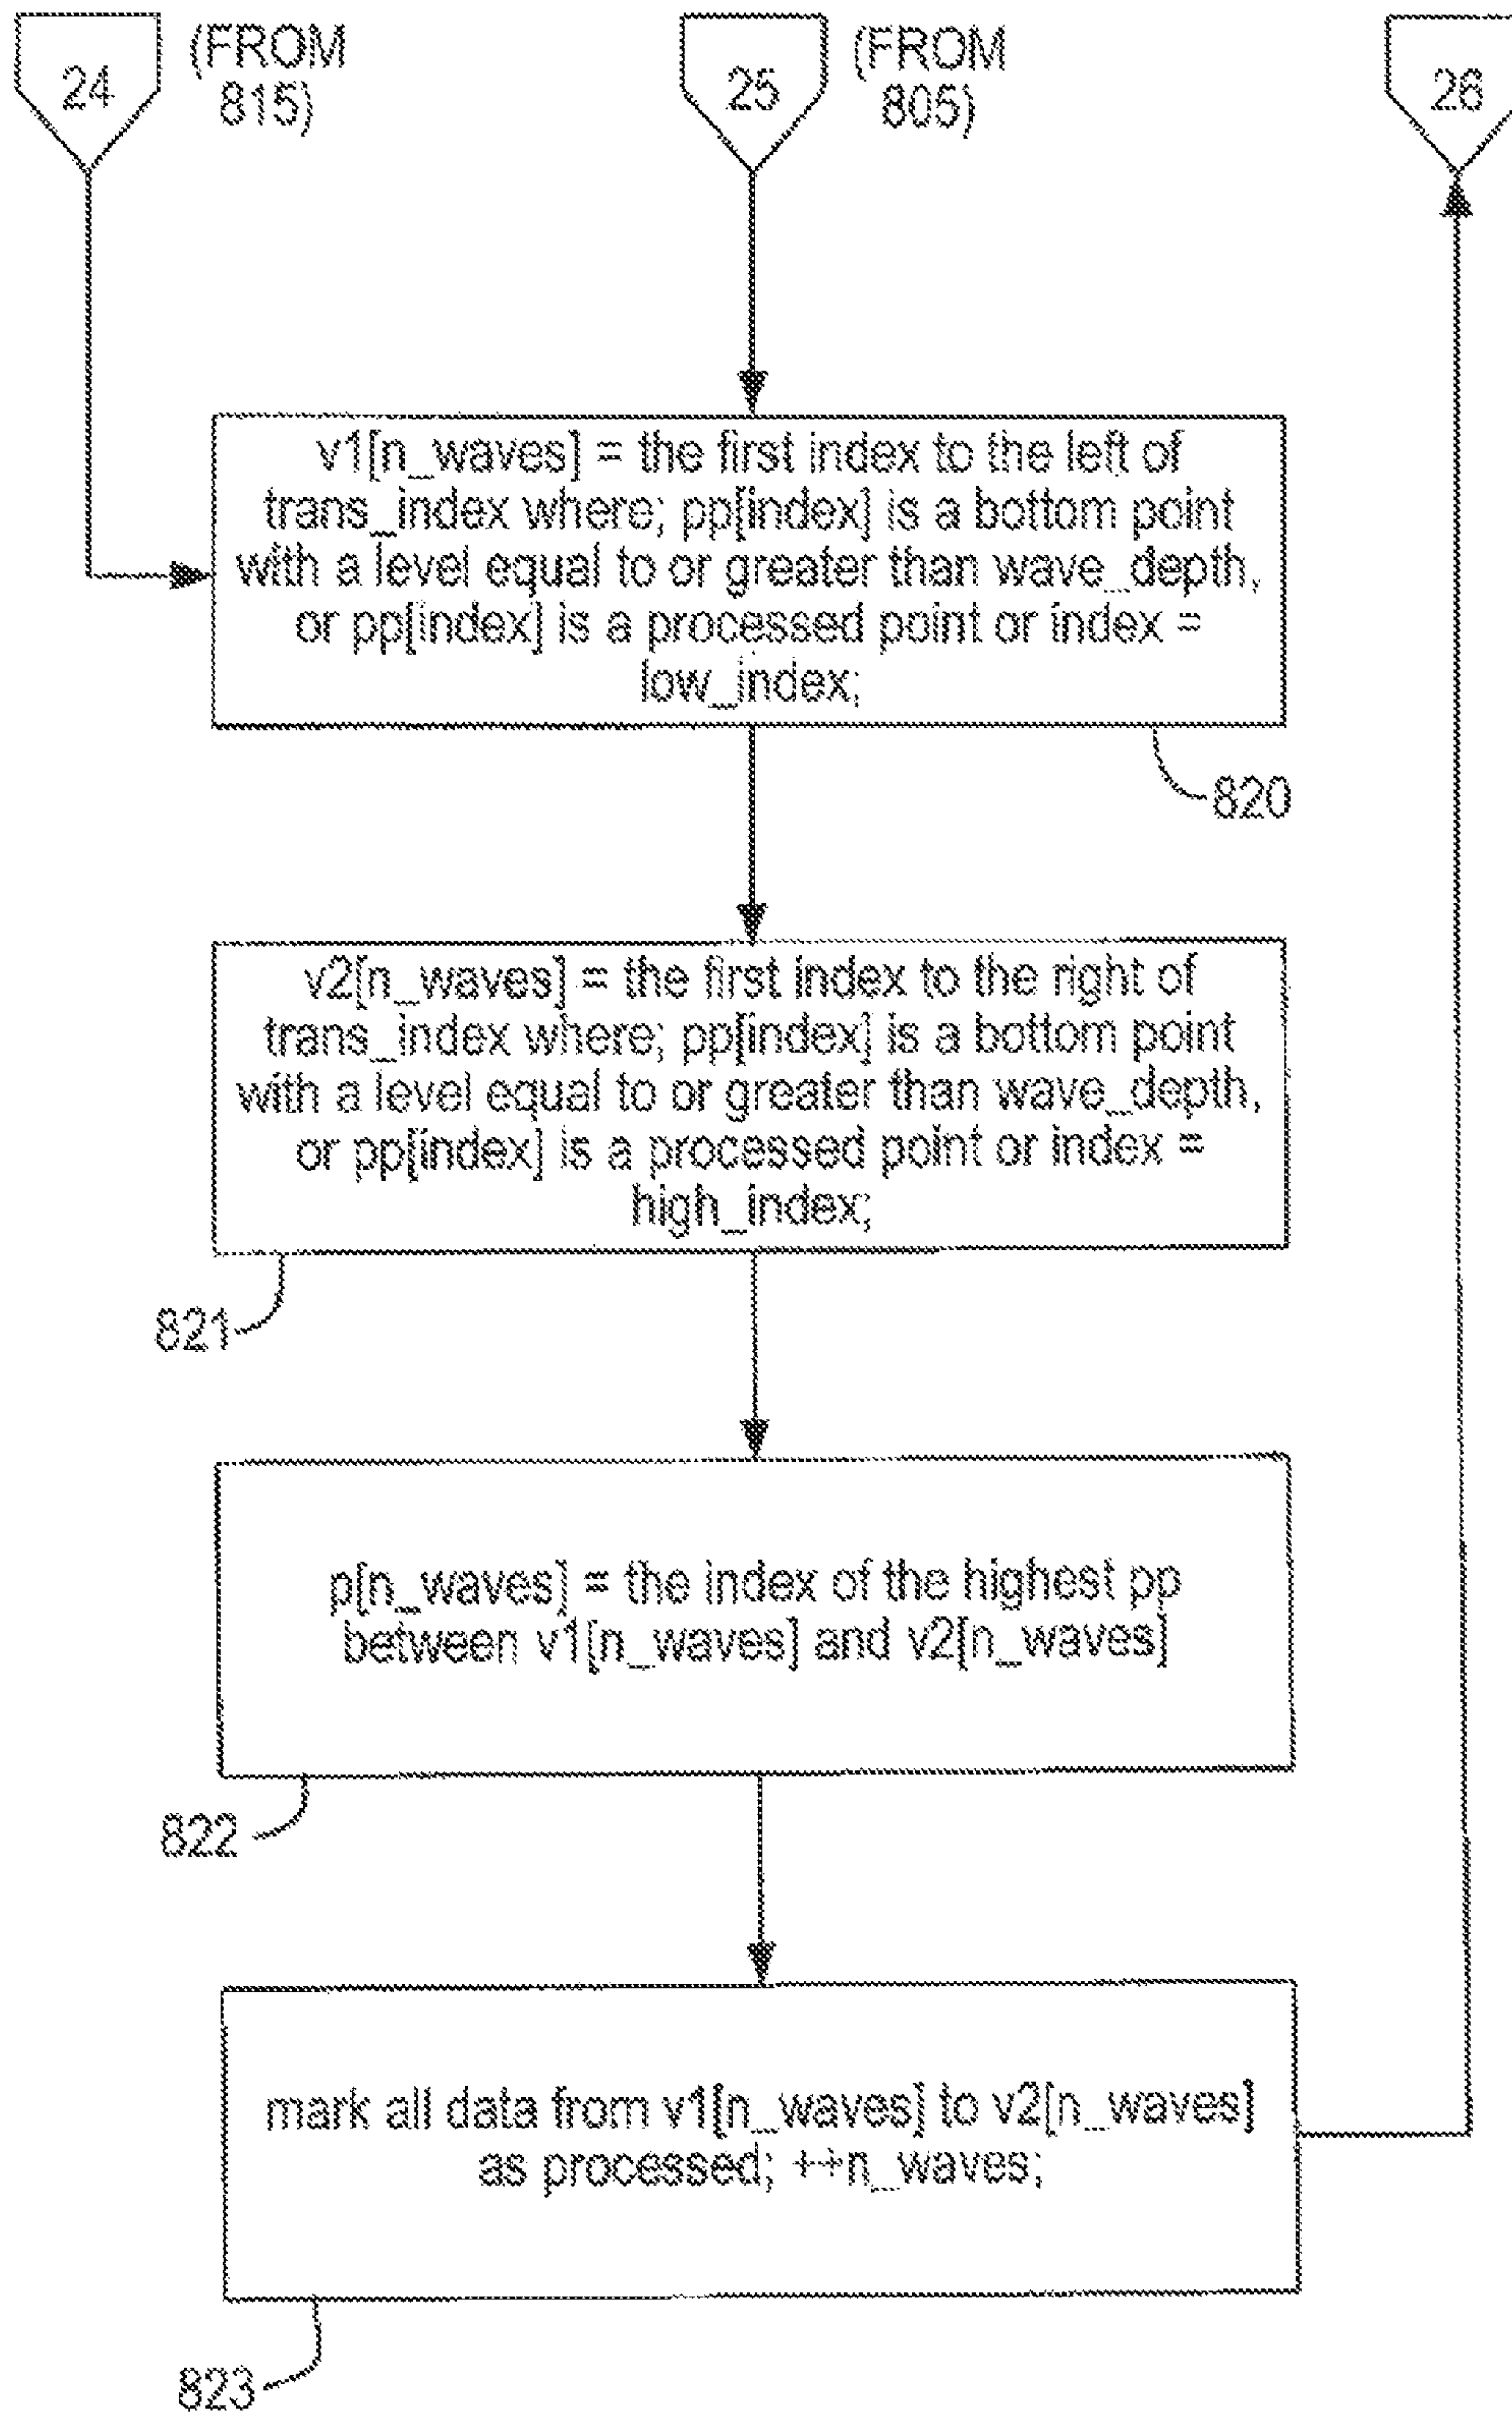 24
(FROM
815)
25
(FROM
805)
26
v1[n_waves] = the first index to the left of
trans_index where; pp[index] is a bottom point
with a level equal to or greater than wave_depth,
or pp[index] is a processed point or index =
low_index;
820
v2[n_waves] = the first index to the right of
trans_index where; pp[index] is a bottom point
with a level equal to or greater than wave_depth,
or pp[index] is a processed point or index =
high_index;
821
p[n_waves] = the index of the highest pp
between v1[n_waves] and v2[n_waves]
822
mark all data from v1[n_waves] to v2[n_waves]
as processed; ++n_waves;
823